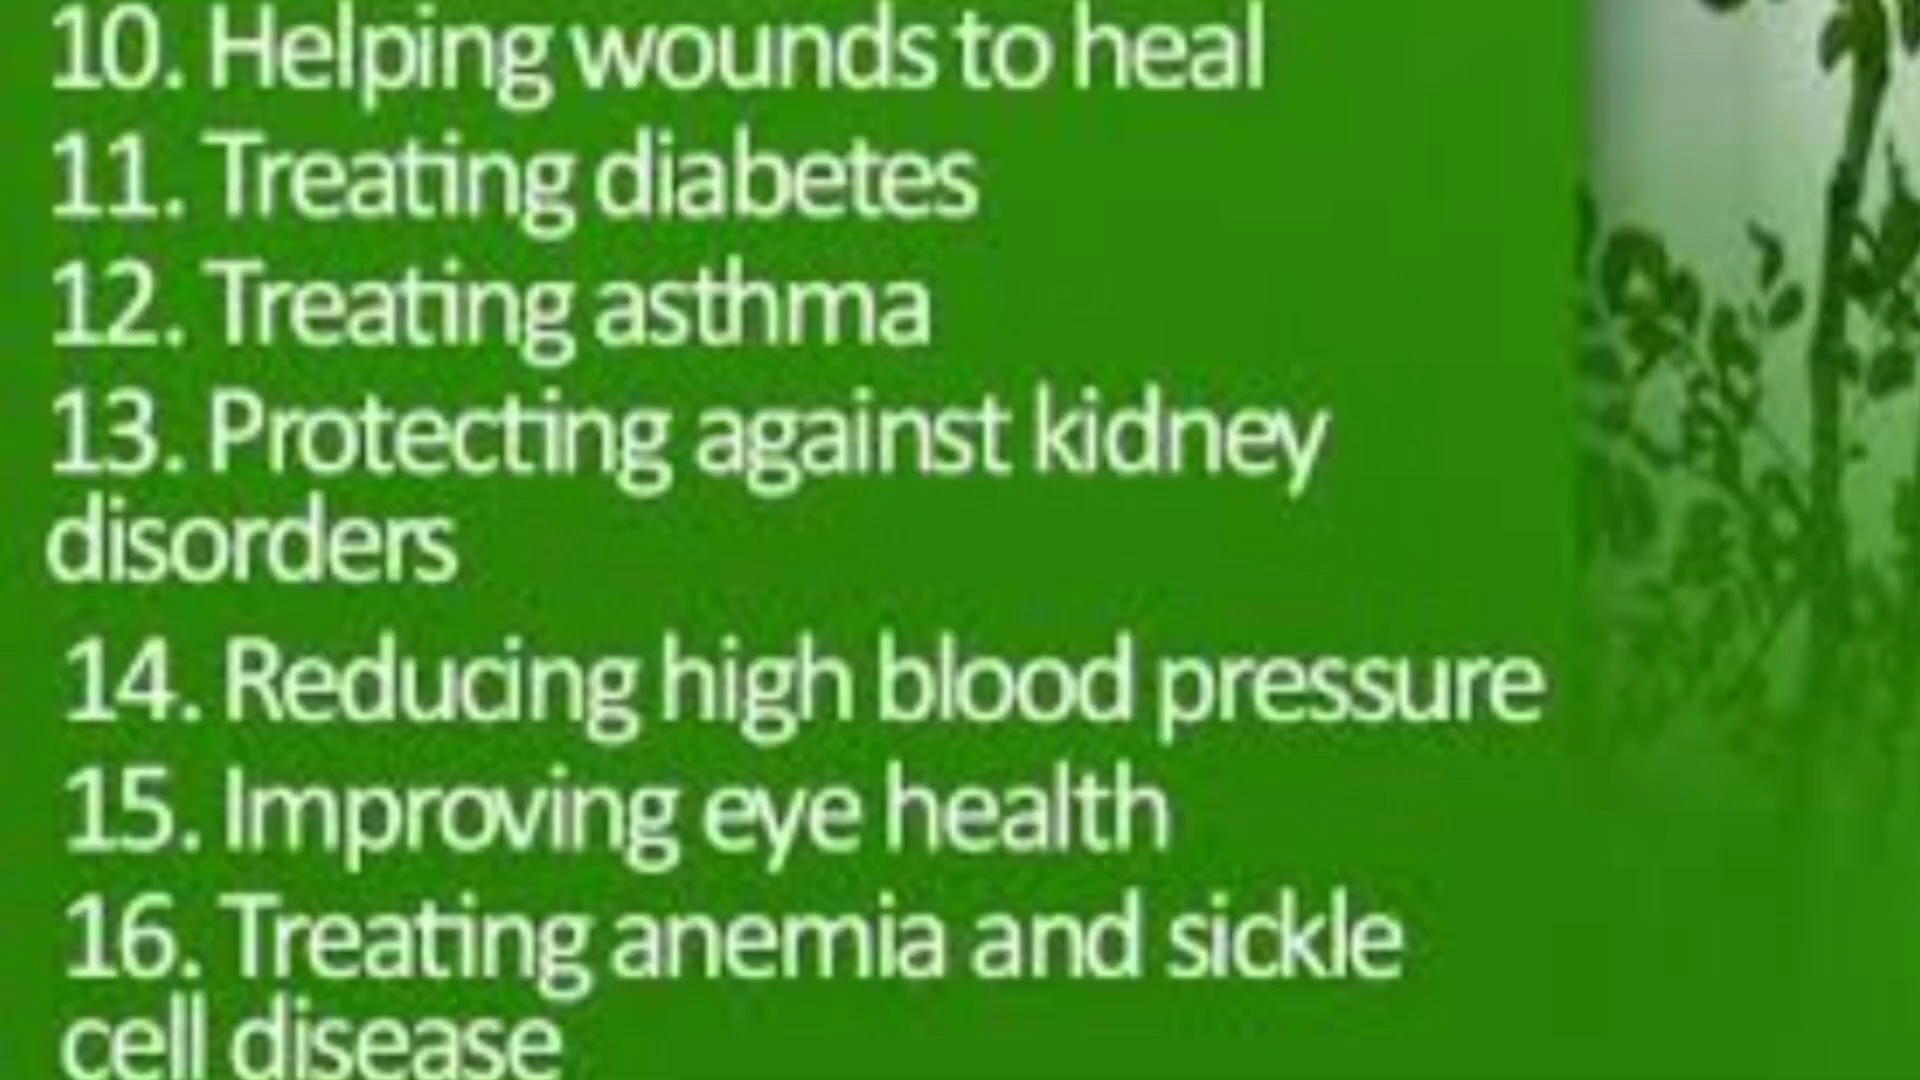 10. Helping wounds to heal
11. Treating diabetes
12. Treating asthma
13. Protecting against kidney
disorders
14. Reducing high blood pressure
15. Improving eye health
16. Treating anemia and sickle
cell disease